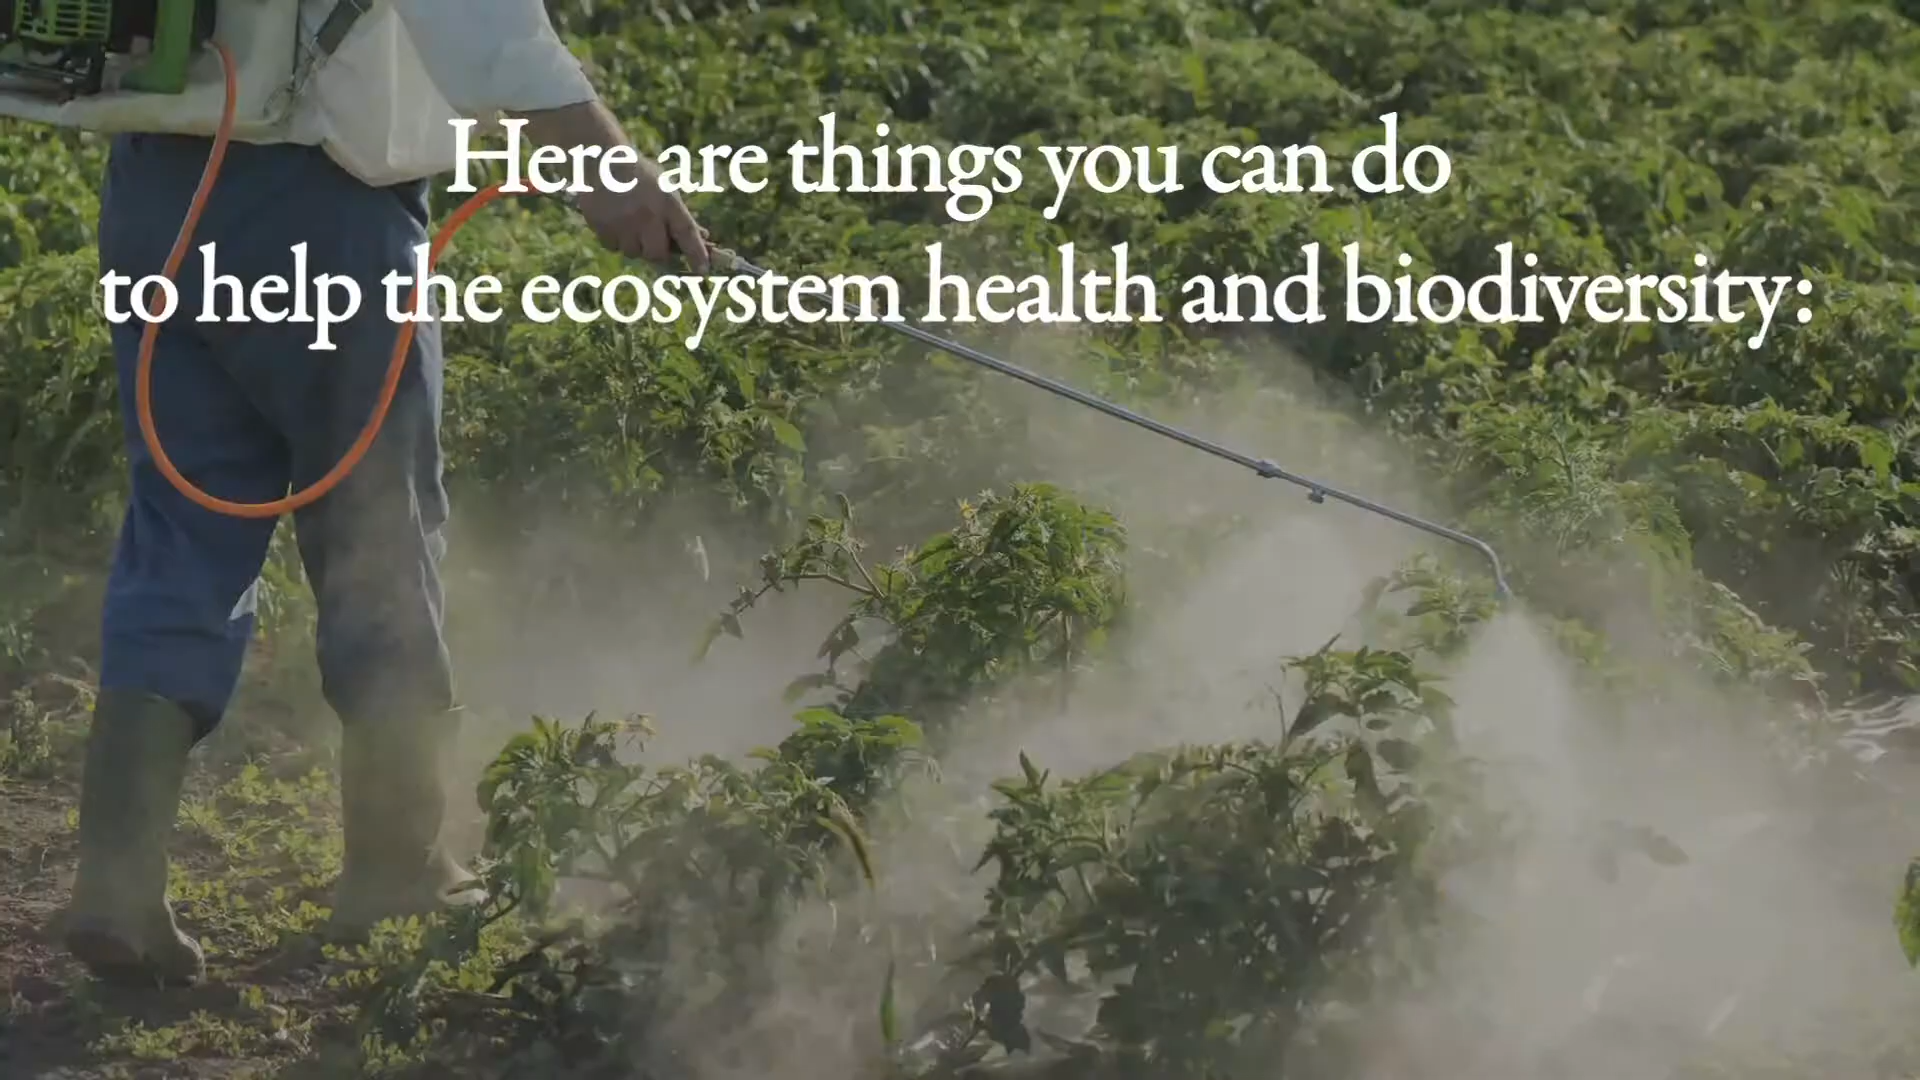 Here are things you can do
to help the ecosystem health and biodiversity: